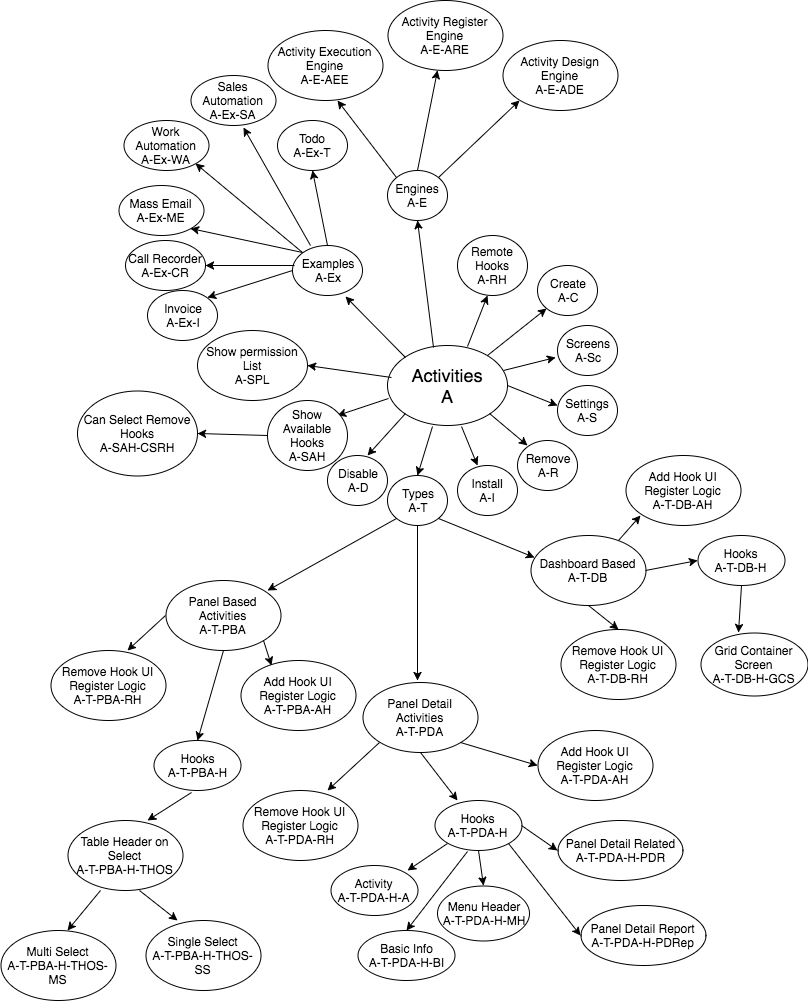 Activity Register
Engine
A-E-ARE
Activity Execution
Engine
A-E-AEE
Activity Design
Engine
A-E-ADE
Sales
Automation
A-Ex-SA
Work
Automation
A-Ex-WA
Todo
A-Ex-T
Engines
A-E
Mass Email
A-Ex-ME
Call Recorder
A-Ex-CR
Examples
A-Ex
Invoice
A-Ex-I
Remote
Hooks
A-RH
Create
A-C
Screens
A-Sc
Show permission
List
A-SPL
Activities
A
Settings
A-S
Can Select Remove
Hooks
A-SAH-CSRH
Show
Available
Hooks
A-SAH
Disable
A-D
Types
A-T
Install
A-I
Remove
A-R
Add Hook UI
Register Logic
A-T-DB-AH
Dashboard Based
A-T-DB
Hooks
A-T-DB-H
Panel Based
Activities
A-T-PBA
Remove Hook UI
Register Logic
A-T-DB-RH
Grid Container
Screen
A-T-DB-H-GCS
Remove Hook UI
Register Logic
A-T-PBA-RH
Add Hook UI
Register Logic
A-T-PBA-AH
Panel Detail
Activities
A-T-PDA
Hooks
A-T-PBA-H
Add Hook UI
Register Logic
A-T-PDA-AH
Remove Hook UI
Register Logic
A-T-PDA-RH
Hooks
A-T-PDA-H
Table Header on
Select
A-T-PBA-H-THOS
Panel Detail Related
A-T-PDA-H-PDR
Activity
A-T-PDA-H-A
Menu Header
A-T-PDA-H-MH
Panel Detail Report
A-T-PDA-H-PDRep
Basic Info
A-T-PDA-H-BI
Multi Select
A-T-PBA-H-THOS-
MS
Single Select
A-T-PBA-H-THOS-
SS